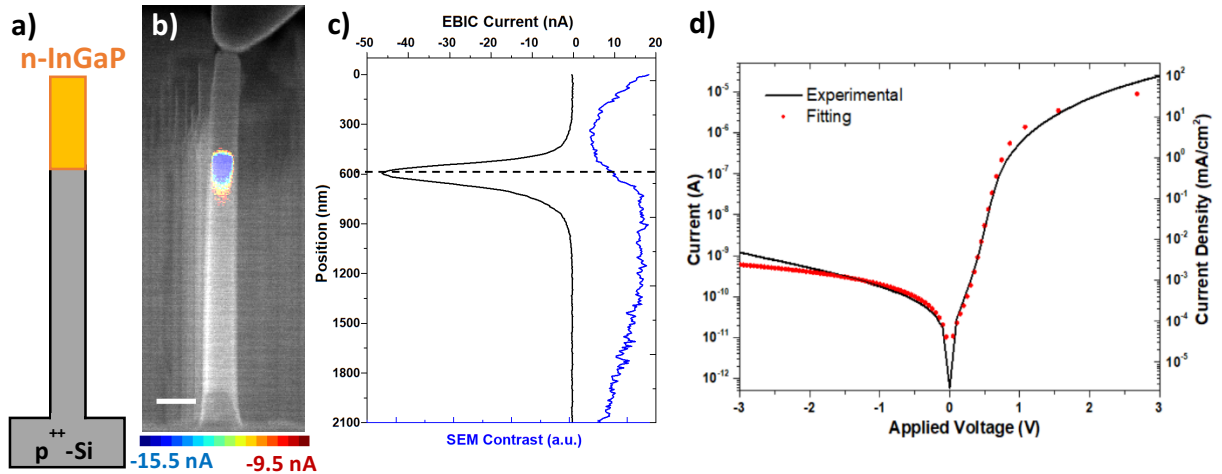 a)
n-InGaP
p++ -Si
b)
-15.5 nA
-9.5 nA
c)
EBIC Current (nA)
-50 -40 -30 -20 -10 0 10 20
Position (nm)
0
300
600
900
1200
1500
1800
2100
SEM Contrast (a.u.)
d)
Experimental
Fitting
Current (A)
10-5
10-6
10-7
10-8
10-9
10-10
10-11
10-12
Current Density (mA/cm2)
102
101
100
10-1
10-2
10-3
10-4
10-5
-3 -2 -1 0 1 2 3
Applied Voltage (V)